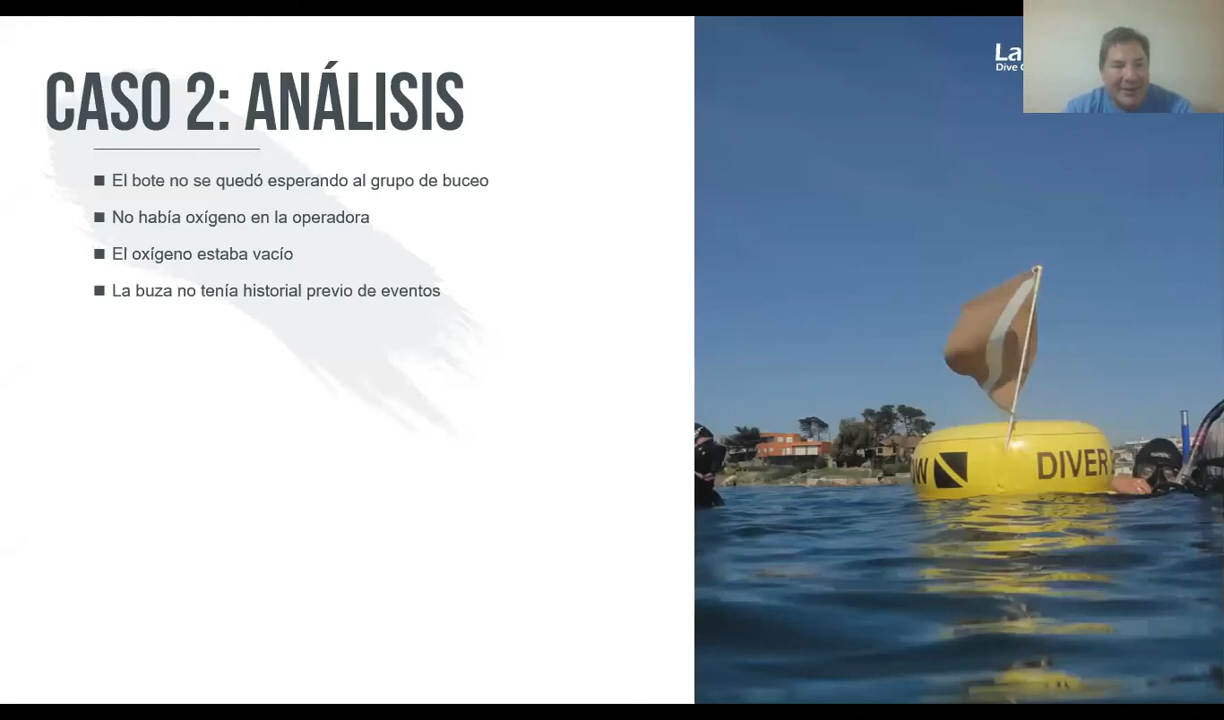 CASO 2: ANÁLISIS
El bote no se quedó esperando al grupo de buceo
No había oxígeno en la operadora
El oxígeno estaba vacío
La buza no tenía historial previo de eventos
La
Dive
DIVER